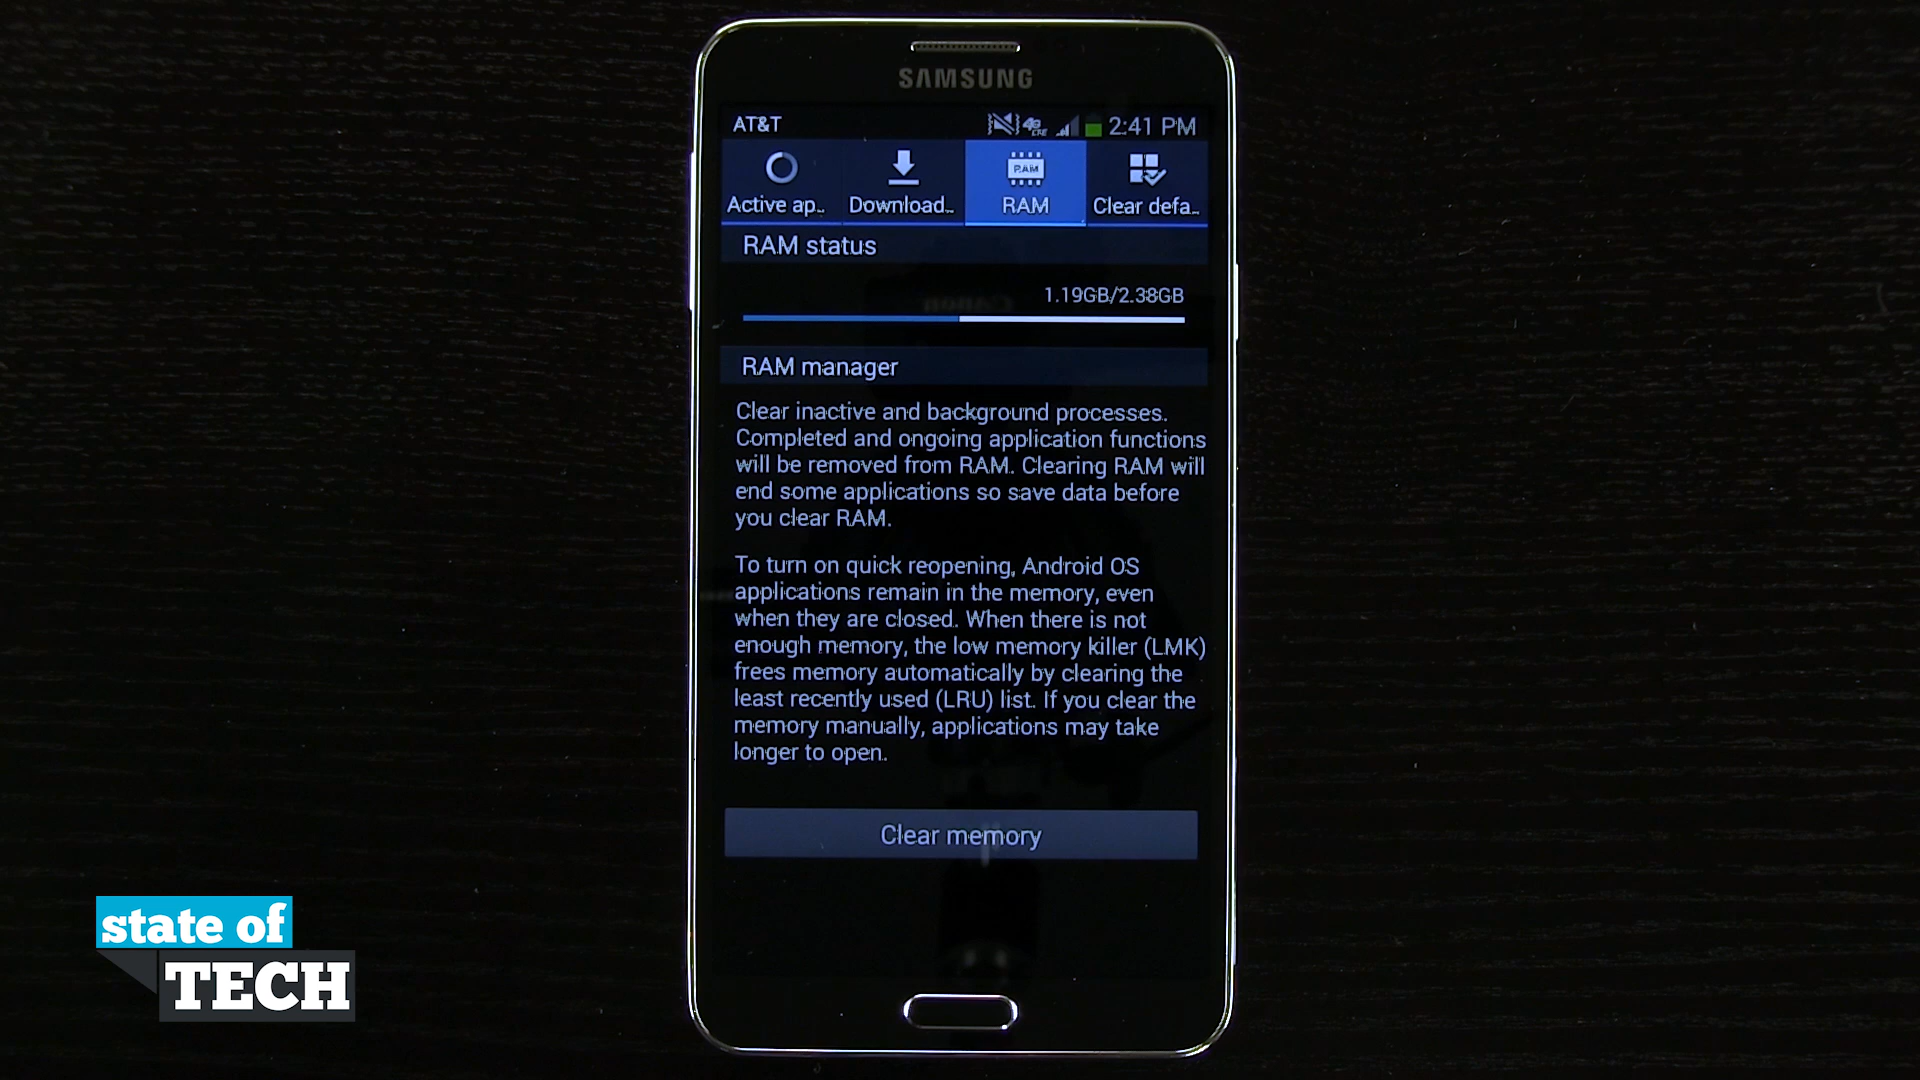 SAMSUNG
AT&T 4G LTE 2:41 PM
Active ap... Download... RAM RAM Clear defa...
RAM status
1.19GB/2.38GB
RAM manager
Clear inactive and background processes.
Completed and ongoing application functions
will be removed from RAM. Clearing RAM will
end some applications so save data before
you clear RAM.
To turn on quick reopening, Android OS
applications remain in the memory, even
when they are closed. When there is not
enough memory, the low memory killer (LMK)
frees memory automatically by clearing the
least recently used (LRU) list. If you clear the
memory manually, applications may take
longer to open.
Clear memory
state of
TECH